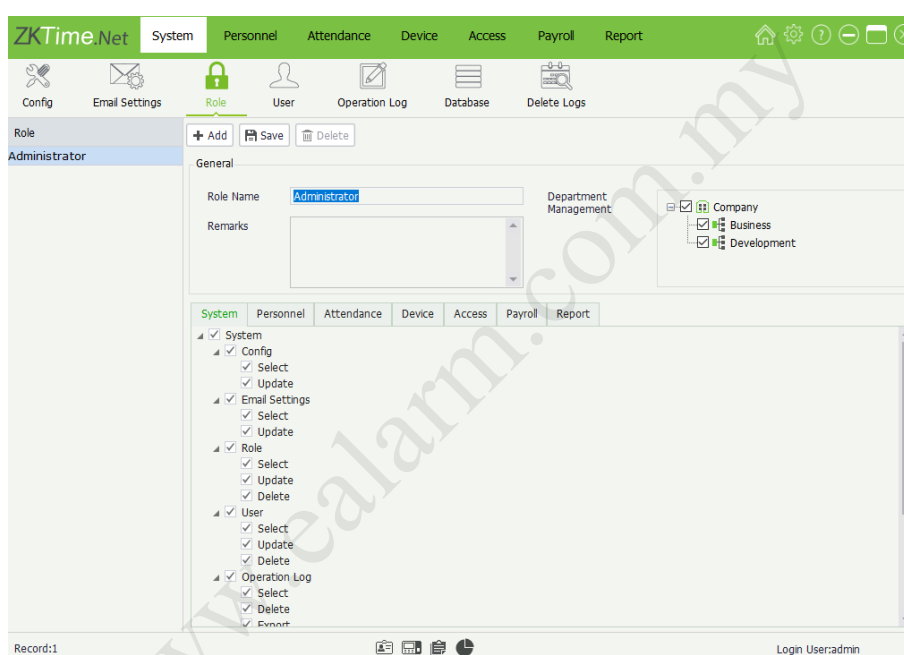 ZKTime.Net System Personnel Attendance Device Access Payroll Report
Config Email Settings Role User Operation Log Database Delete Logs
Role
Administrator
Add Save Delete
General
Role Name Administrator
Department
Management
Remarks
Company
Business
Development
System Personnel Attendance Device Access Payroll Report
System
Config
Select
Update
Email Settings
Select
Update
Role
Select
Update
Delete
User
Select
Update
Delete
Operation Log
Select
Delete
Export
Record:1
Login User:admin
www.ealarm.com.my